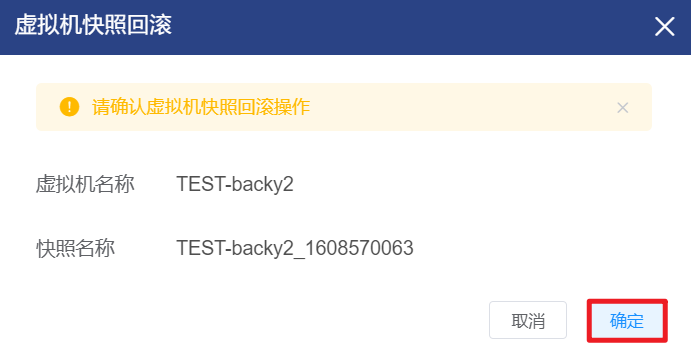 虚拟机快照回滚
请确认虚拟机快照回滚操作
虚拟机名称 TEST-backy2
快照名称 TEST-backy2_1608570063
取消 确定